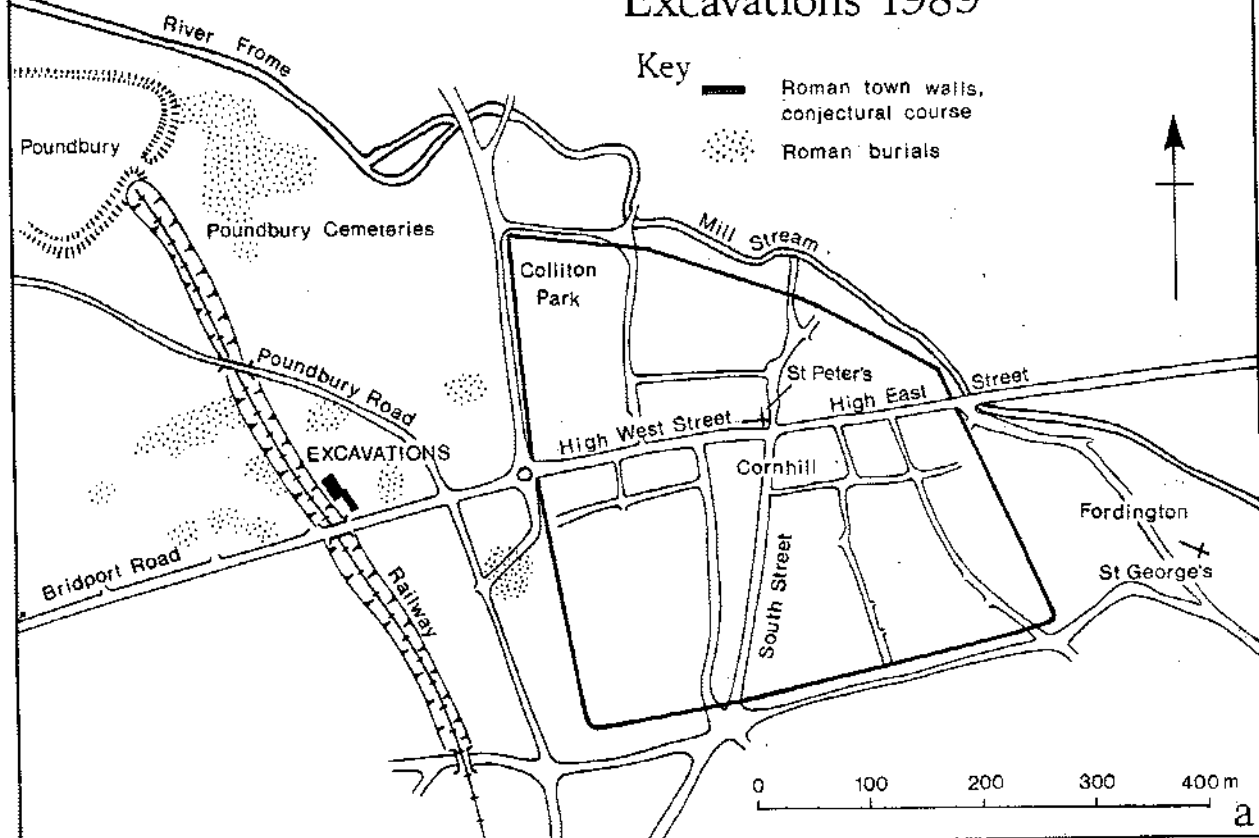 Excavations 1989
Key
Roman town walls,
conjectural course
Roman burials
River Frome
Poundbury
Poundbury Cemeteries
Colliton
Park
Mill Stream
Poundbury Road
St Peter's
High East Street
High West Street
EXCAVATIONS
Cornhill
Fordington
St George's
Bridport Road
Railway
South Street
0 100 200 300 400 m
a